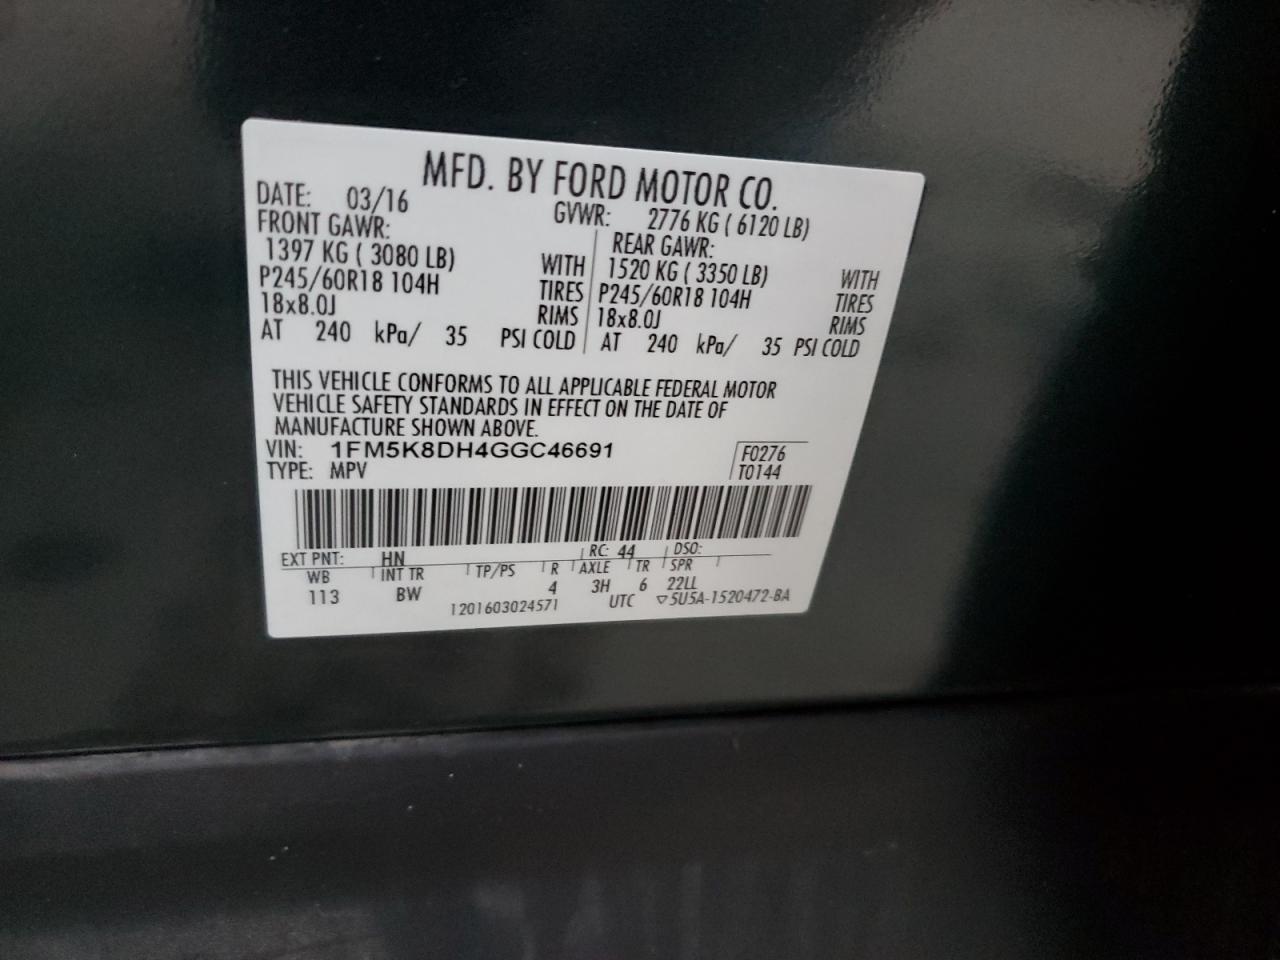 MFD. BY FORD MOTOR CO.
DATE: 03/16 GVWR: 2776 KG ( 6120 LB)
FRONT GAWR: REAR GAWR:
1397 KG ( 3080 LB) WITH 1520 KG ( 3350 LB) WITH
P245/60R18 104H TIRES P245/60R18 104H TIRES
18x8.0J RIMS 18x8.0J RIMS
AT 240 kPa/ 35 PSI COLD AT 240 kPa/ 35 PSI COLD
THIS VEHICLE CONFORMS TO ALL APPLICABLE FEDERAL MOTOR
VEHICLE SAFETY STANDARDS IN EFFECT ON THE DATE OF
MANUFACTURE SHOWN ABOVE.
VIN: 1FM5K8DH4GGC46691 F0276
TYPE: MPV T0144
EXT PNT: HN RC: 44 DSO:
WB INT TR TP/PS R AXLE TR SPR
113 BW 4 3H 6 22LL
1201603024571 UTC ▽5U5A-1520472-BA